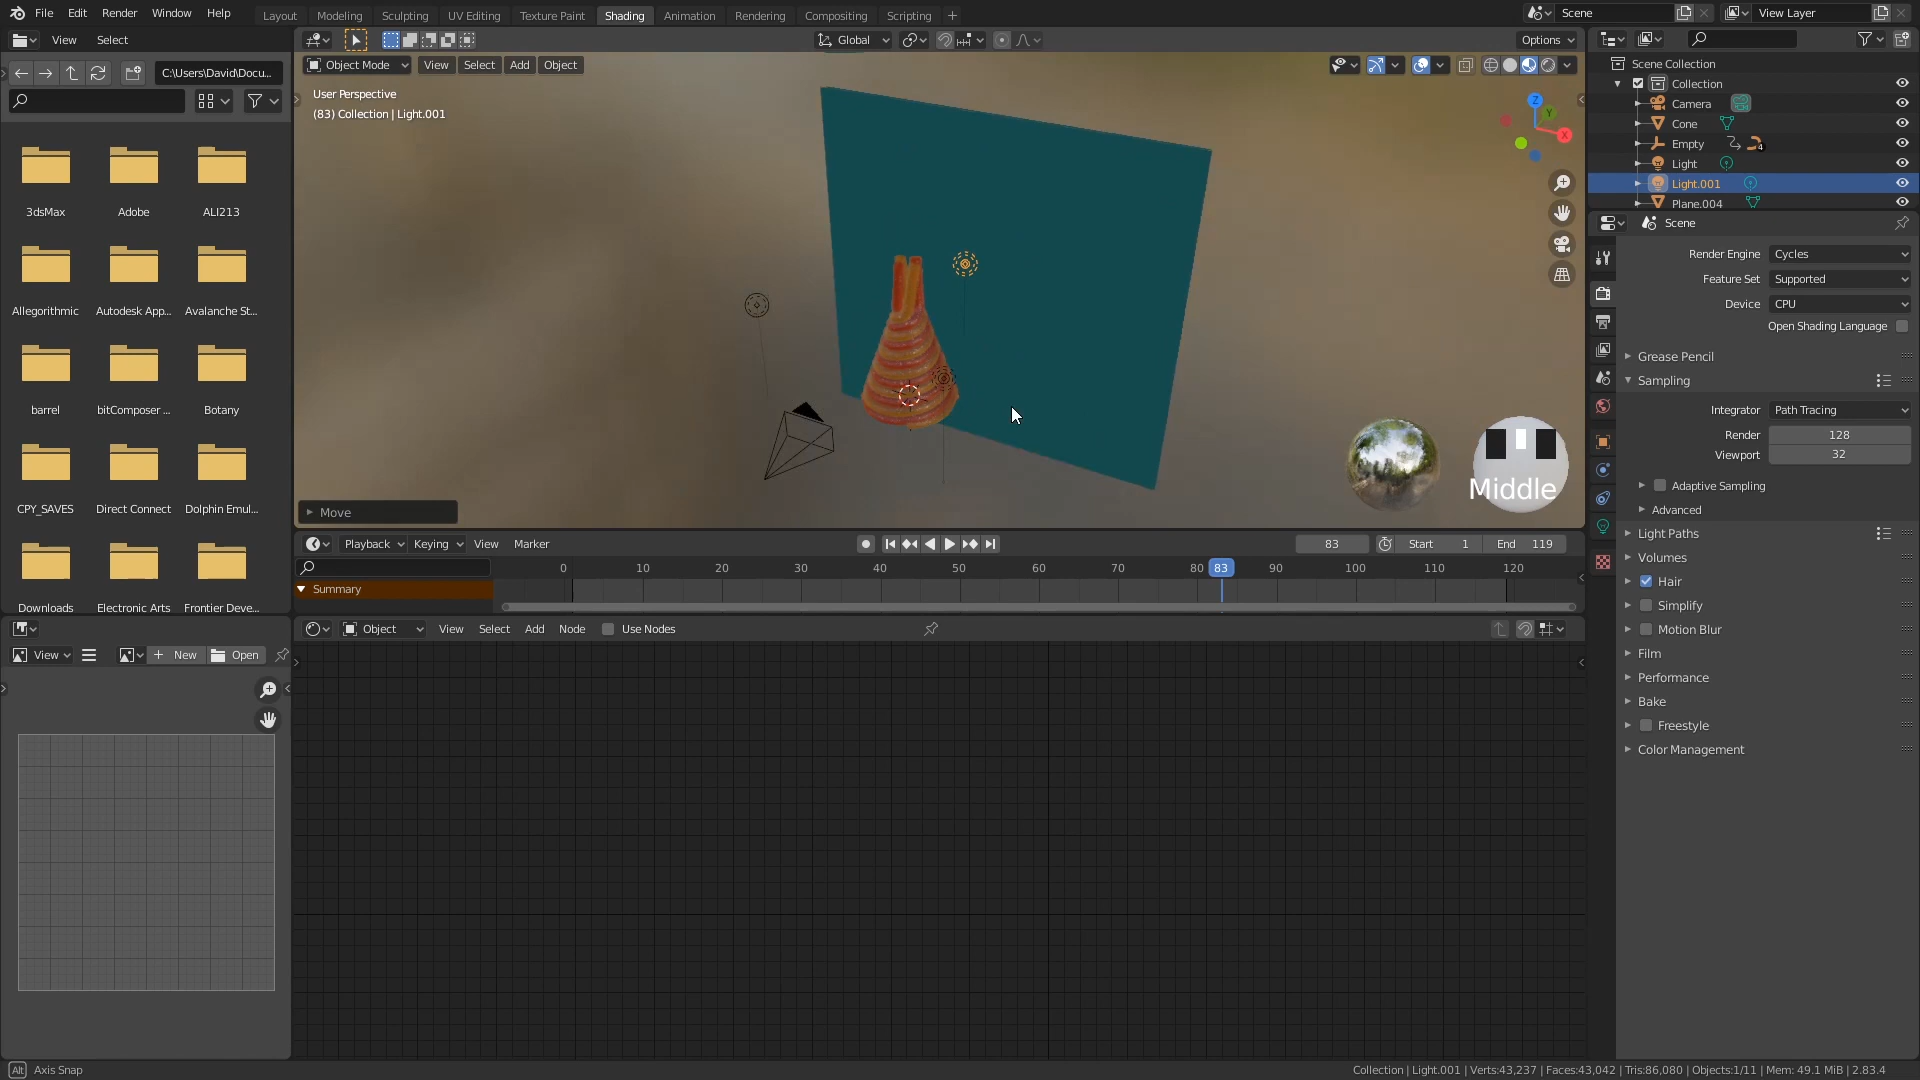 File Edit Render Window Help Layout Modeling Sculpting UV Editing Texture Paint Shading Animation Rendering Compositing Scripting Scene View Layer
View Select Global Options
C:\Users\David\Docu...
Object Mode View Select Add Object
User Perspective
(83) Collection | Light.001
3dsMax Adobe ALI213
Allegorithmic Autodesk App... Avalanche St...
barrel bitComposer ... Botany
CPY_SAVES Direct Connect Dolphin Emul...
Downloads Electronic Arts Frontier Deve...
Z
Y
X
Middle
Move
Playback Keying View Marker 83 Start 1 End 119
0 10 20 30 40 50 60 70 80 83 90 100 110 120
Summary
Object View Select Add Node Use Nodes
View New Open
Scene Collection
Collection
Camera
Cone
Empty 4
Light
Light.001
Plane.004
Scene
Render Engine Cycles
Feature Set Supported
Device CPU
Open Shading Language
Grease Pencil
Sampling
Integrator Path Tracing
Render 128
Viewport 32
Adaptive Sampling
Advanced
Light Paths
Volumes
Hair
Simplify
Motion Blur
Film
Performance
Bake
Freestyle
Color Management
Alt Axis Snap
Collection | Light.001 | Verts:43,237 | Faces:43,042 | Tris:86,080 | Objects:1/11 | Mem: 49.1 MiB | 2.83.4